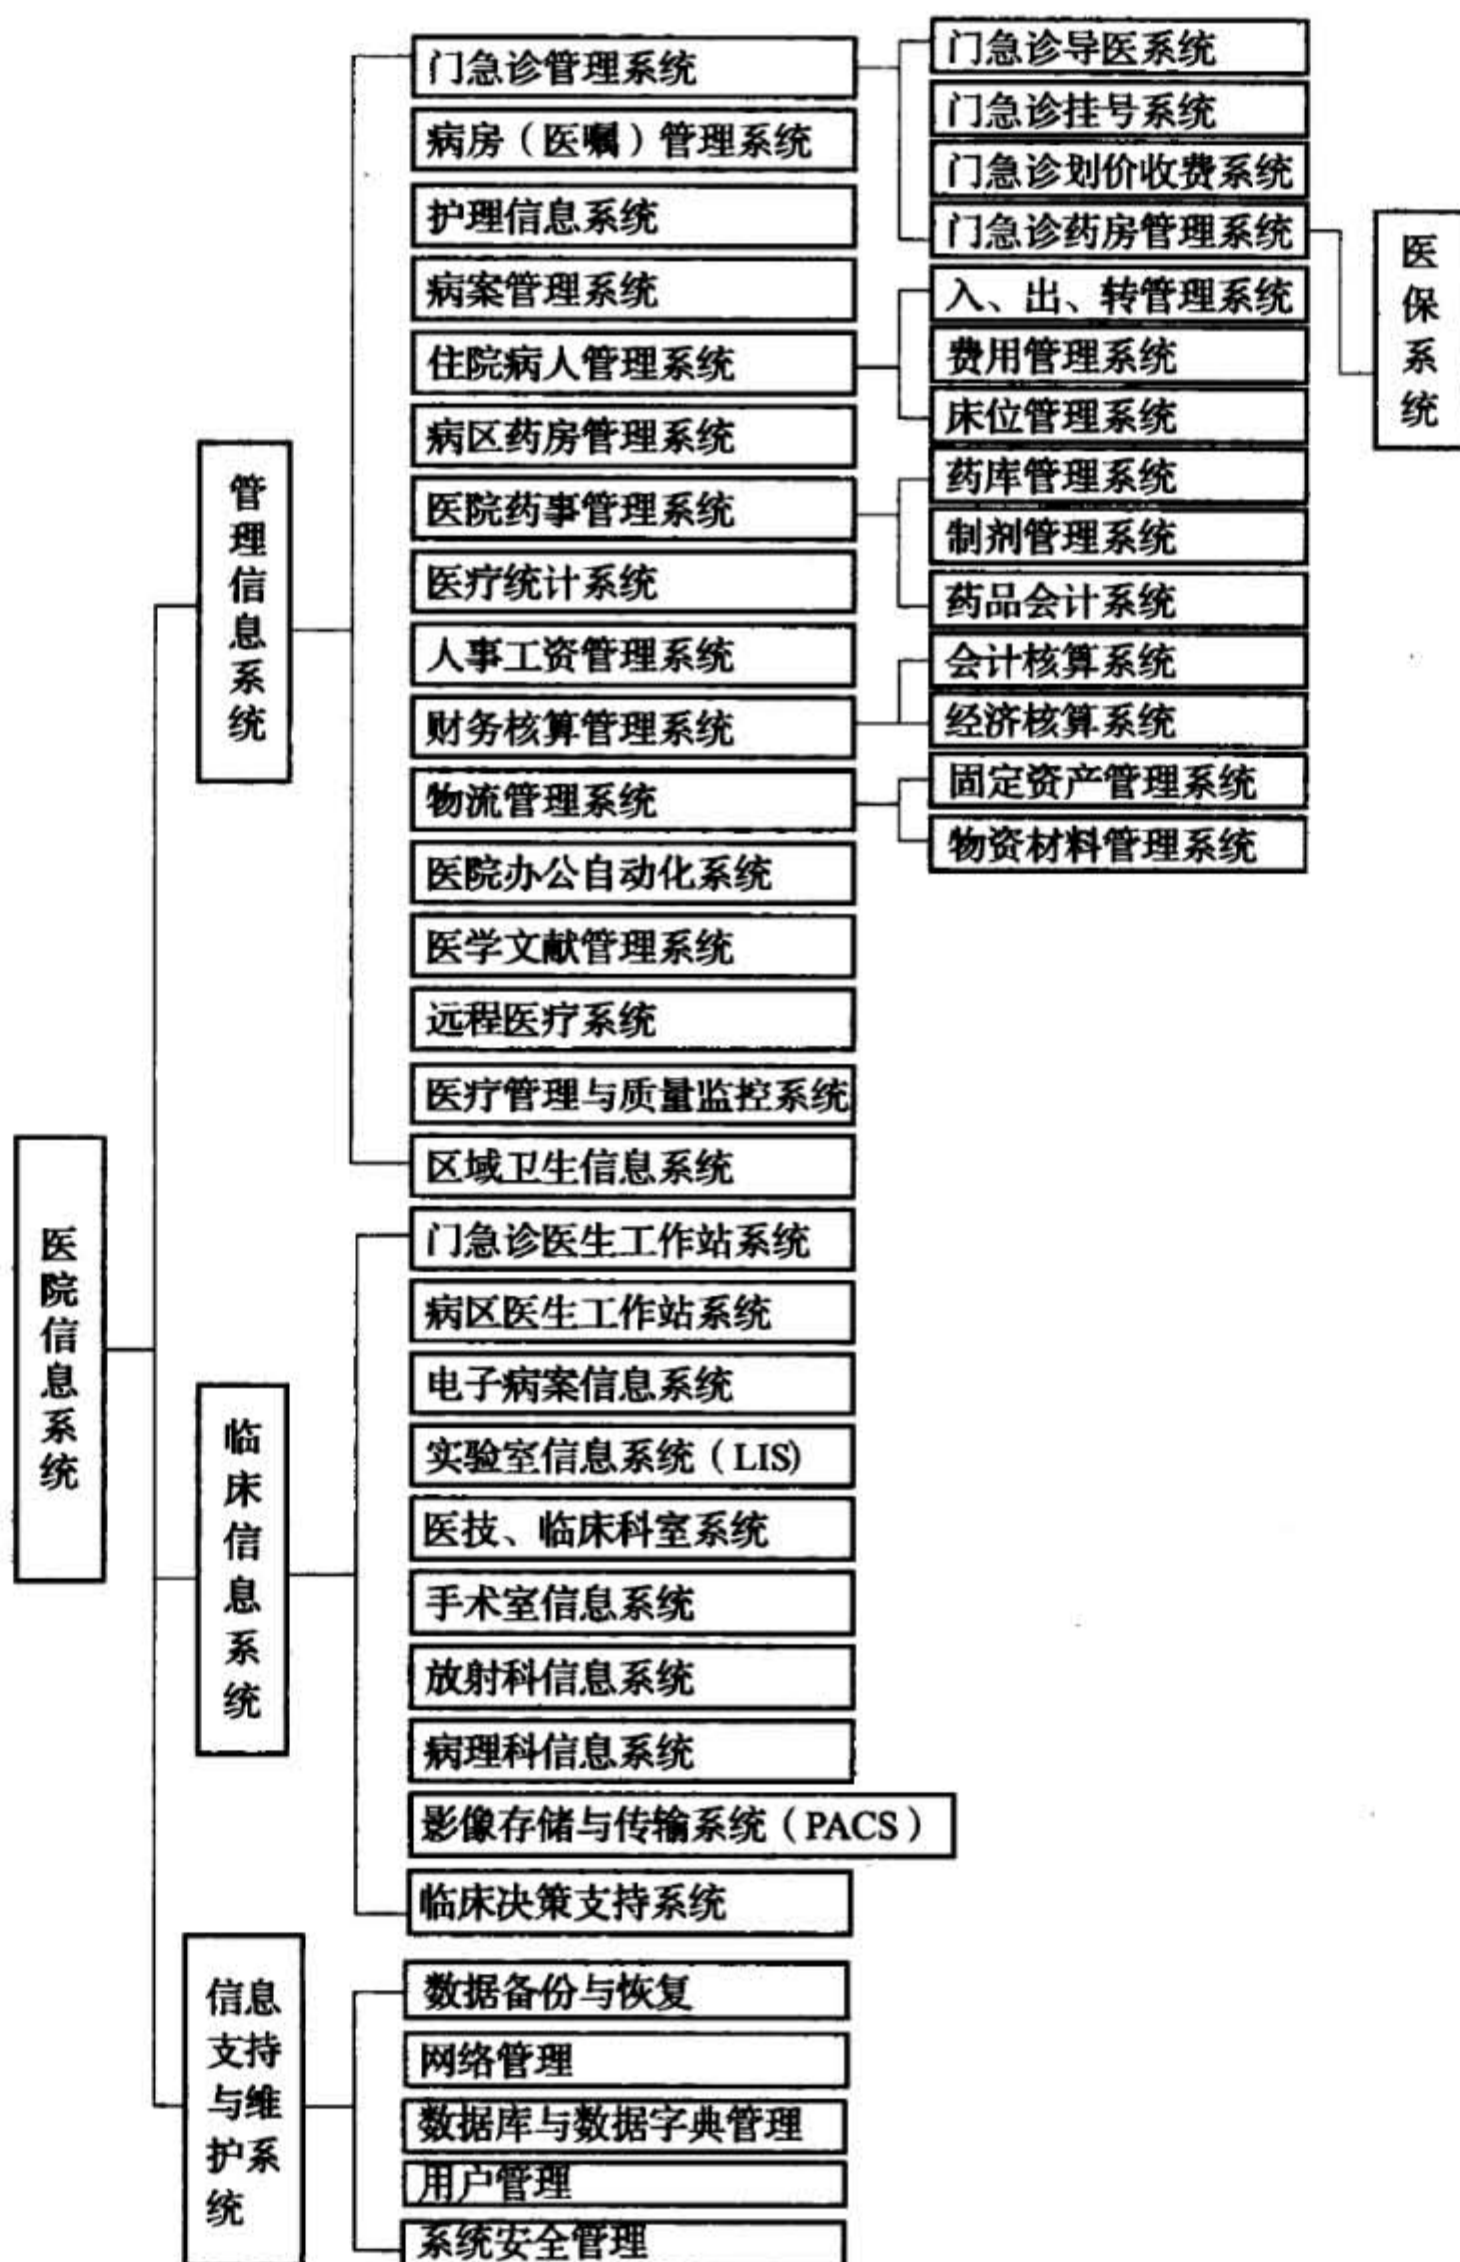 医院信息系统
管理信息系统
门急诊管理系统
病房（医嘱）管理系统
护理信息系统
病案管理系统
住院病人管理系统
病区药房管理系统
医院药事管理系统
医疗统计系统
人事工资管理系统
财务核算管理系统
物流管理系统
医院办公自动化系统
医学文献管理系统
远程医疗系统
医疗管理与质量监控系统
区域卫生信息系统
门急诊导医系统
门急诊挂号系统
门急诊划价收费系统
门急诊药房管理系统
入、出、转管理系统
费用管理系统
床位管理系统
药库管理系统
制剂管理系统
药品会计系统
会计核算系统
经济核算系统
固定资产管理系统
物资材料管理系统
医保系统
临床信息系统
门急诊医生工作站系统
病区医生工作站系统
电子病案信息系统
实验室信息系统（LIS）
医技、临床科室系统
手术室信息系统
放射科信息系统
病理科信息系统
影像存储与传输系统（PACS）
临床决策支持系统
信息
支持
与维
护系
统
数据备份与恢复
网络管理
数据库与数据字典管理
用户管理
系统安全管理